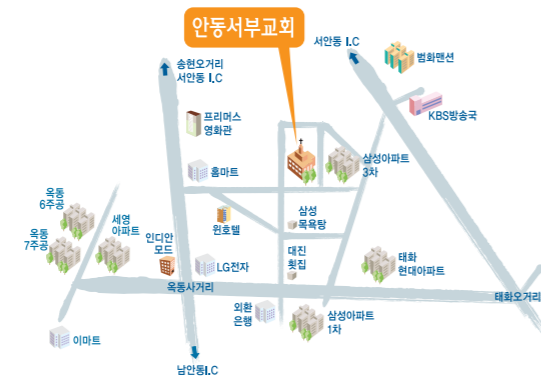 안동서부교회
서안동 I.C
범화맨션
송현오거리
서안동 I.C
KBS방송국
프리머스
영화관
홈마트
삼성아파트
3차
옥동
6주공
세영
아파트
옥동
7주공
인디안
모드
윈호텔
삼성
목욕탕
LG전자
대진
횟집
태화
현대아파트
옥동사거리
태화오거리
외환
은행
삼성아파트
1차
이마트
남안동I.C